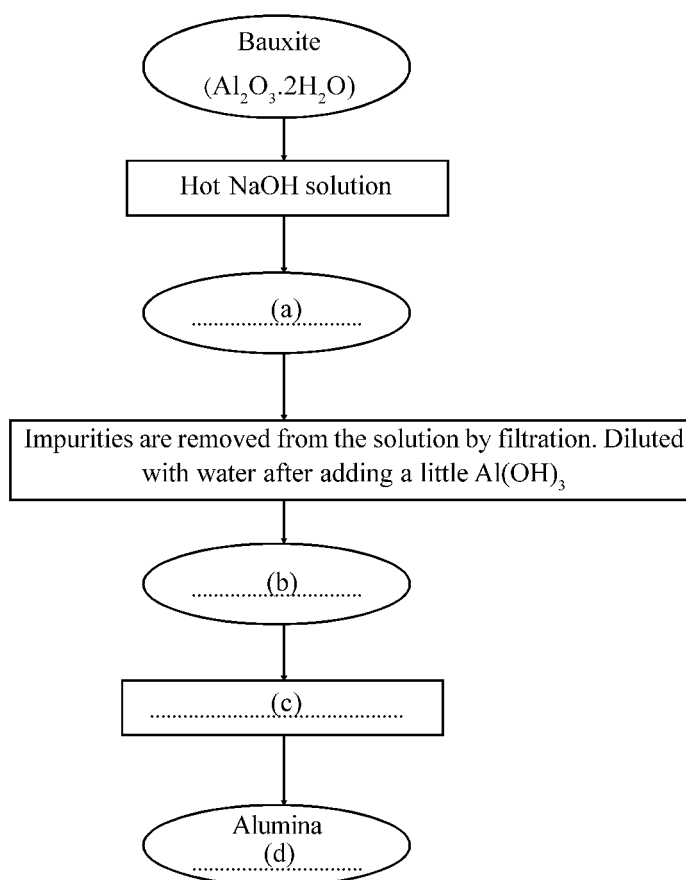 Bauxite
(Al₂O₃.2H₂O)
Hot NaOH solution
(a)
Impurities are removed from the solution by filtration. Diluted
with water after adding a little Al(OH)₃
(b)
(c)
Alumina
(d)